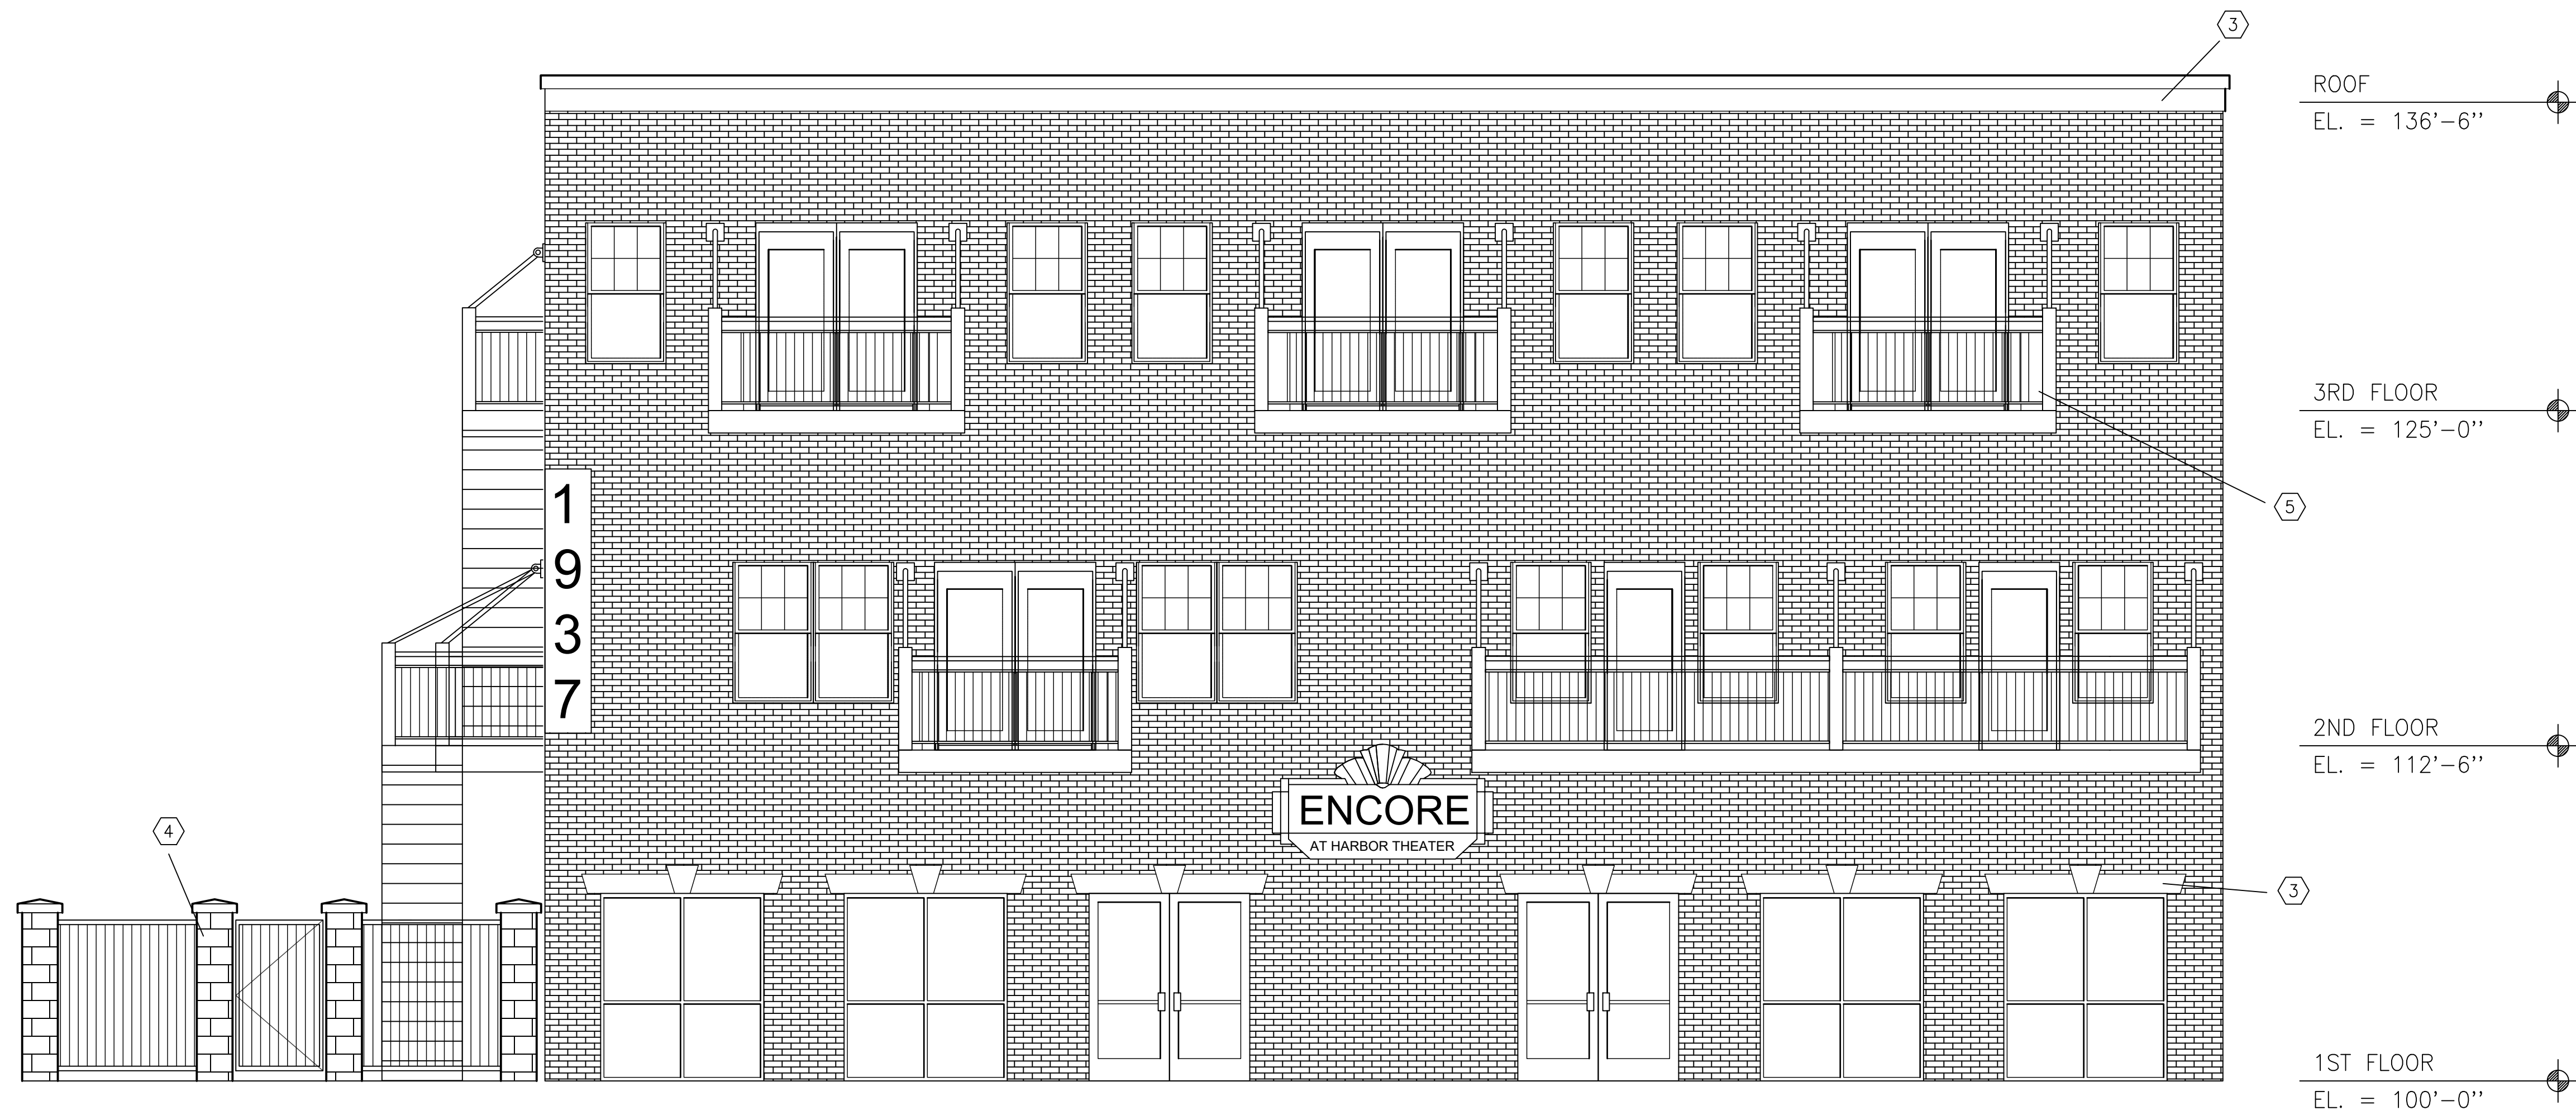 3
ROOF
EL. = 136'-6''
3RD FLOOR
EL. = 125'-0''
1
9
3
7
5
2ND FLOOR
EL. = 112'-6''
ENCORE
AT HARBOR THEATER
4
3
1ST FLOOR
EL. = 100'-0''